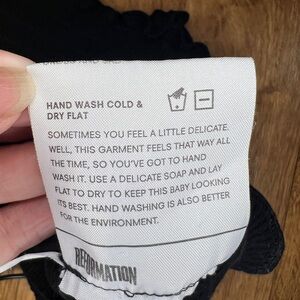 HAND WASH COLD &
DRY FLAT
SOMETIMES YOU FEEL A LITTLE DELICATE.
WELL, THIS GARMENT FEELS THAT WAY ALL
THE TIME, SO YOU'VE GOT TO HAND
WASH IT. USE A DELICATE SOAP AND LAY
FLAT TO DRY TO KEEP THIS BABY LOOKING
ITS BEST. HAND WASHING IS ALSO BETTER
FOR THE ENVIRONMENT.
REFORMATION